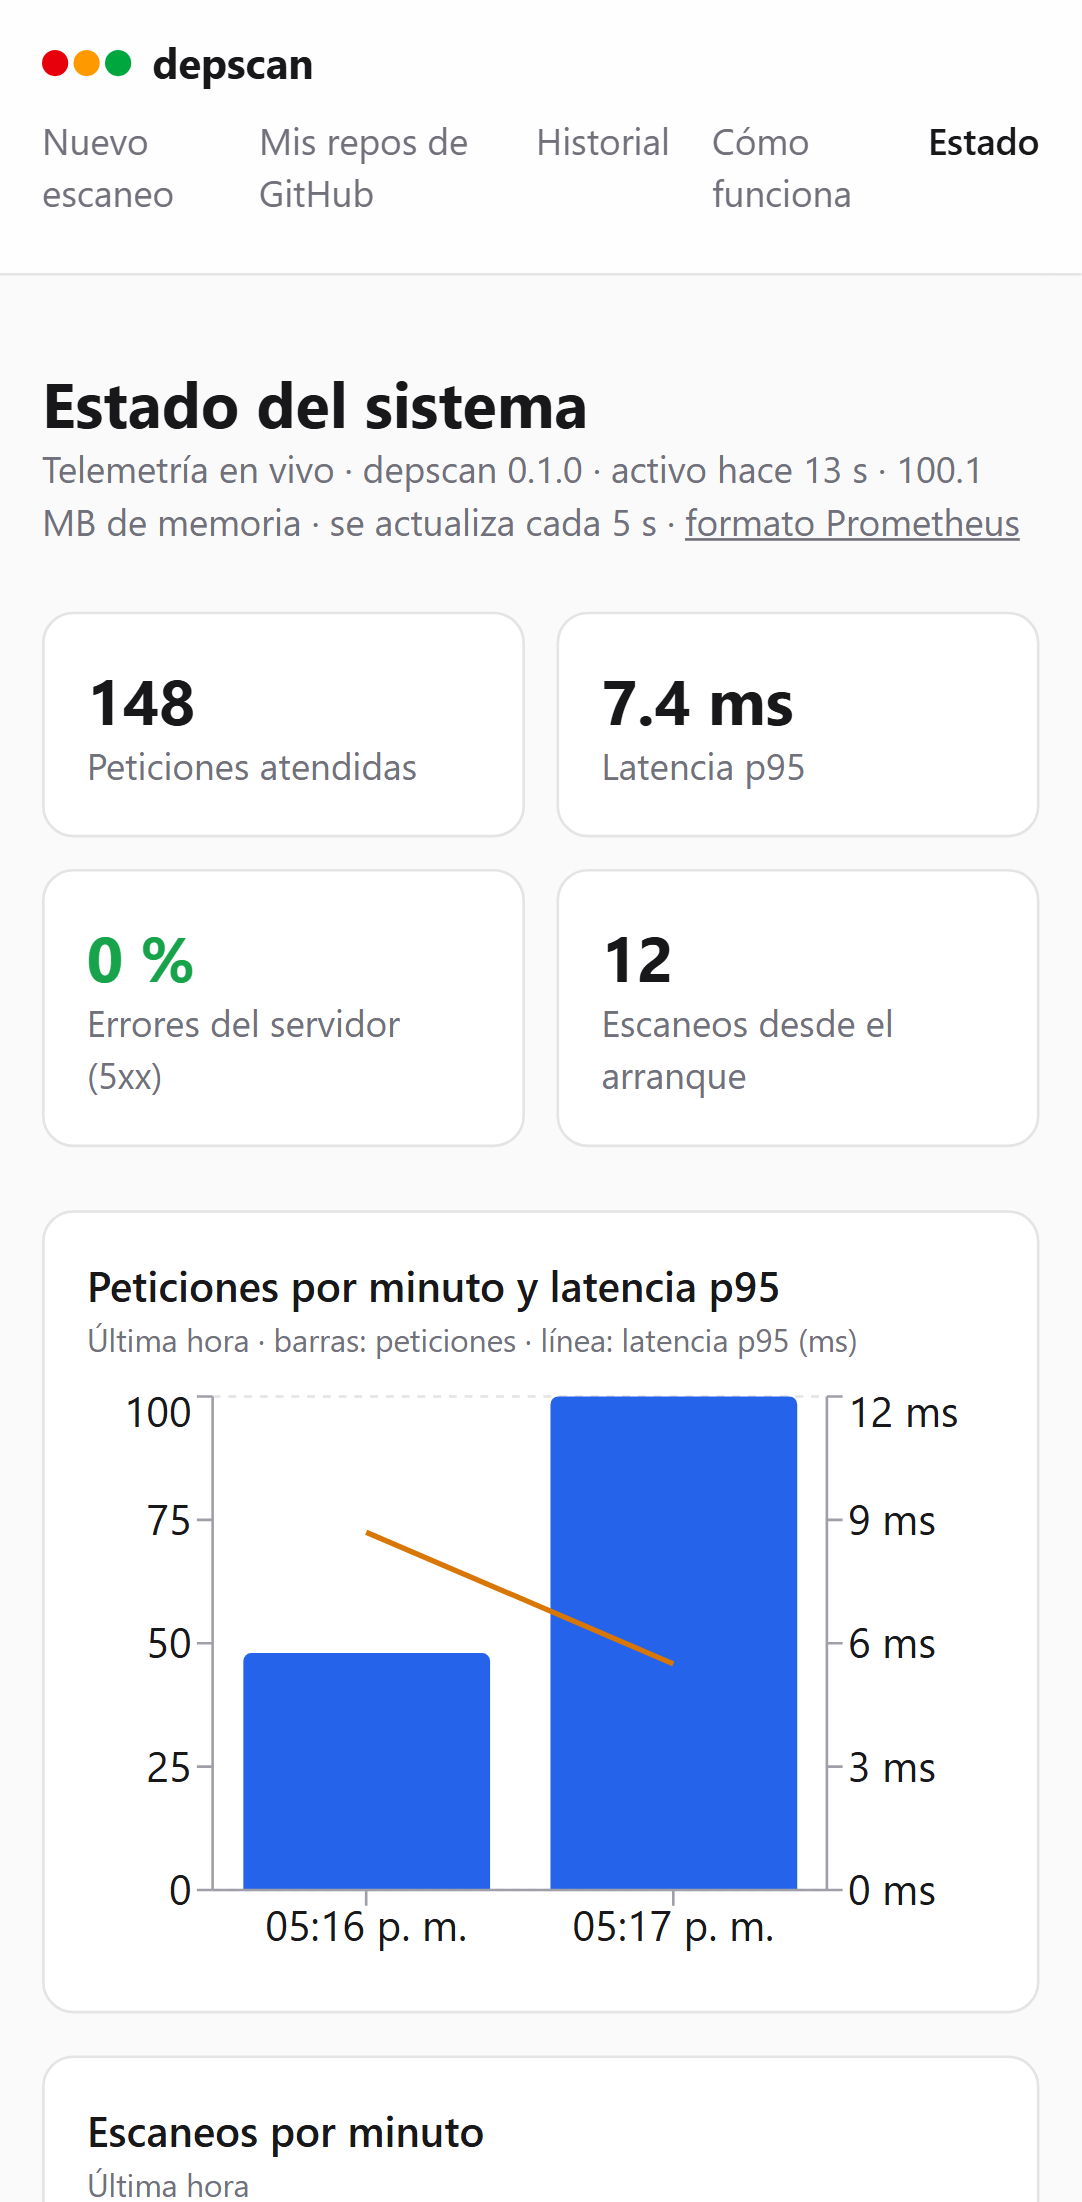 depscan
Nuevo escaneo
Mis repos de GitHub
Historial
Cómo funciona
Estado
Estado del sistema
Telemetría en vivo · depscan 0.1.0 · activo hace 13 s · 100.1
MB de memoria · se actualiza cada 5 s · formato Prometheus
148
Peticiones atendidas
7.4 ms
Latencia p95
0 %
Errores del servidor
(5xx)
12
Escaneos desde el
arranque
Peticiones por minuto y latencia p95
Última hora · barras: peticiones · línea: latencia p95 (ms)
100
75
50
25
0
12 ms
9 ms
6 ms
3 ms
0 ms
05:16 p. m.
05:17 p. m.
Escaneos por minuto
Última hora